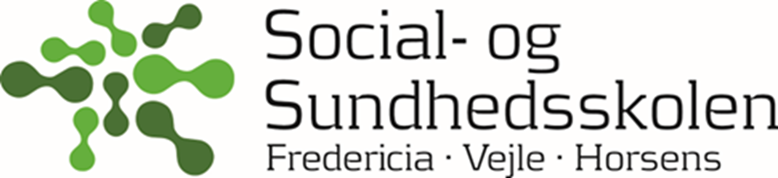 Social- og
Sundhedsskolen
Fredericia · Vejle · Horsens